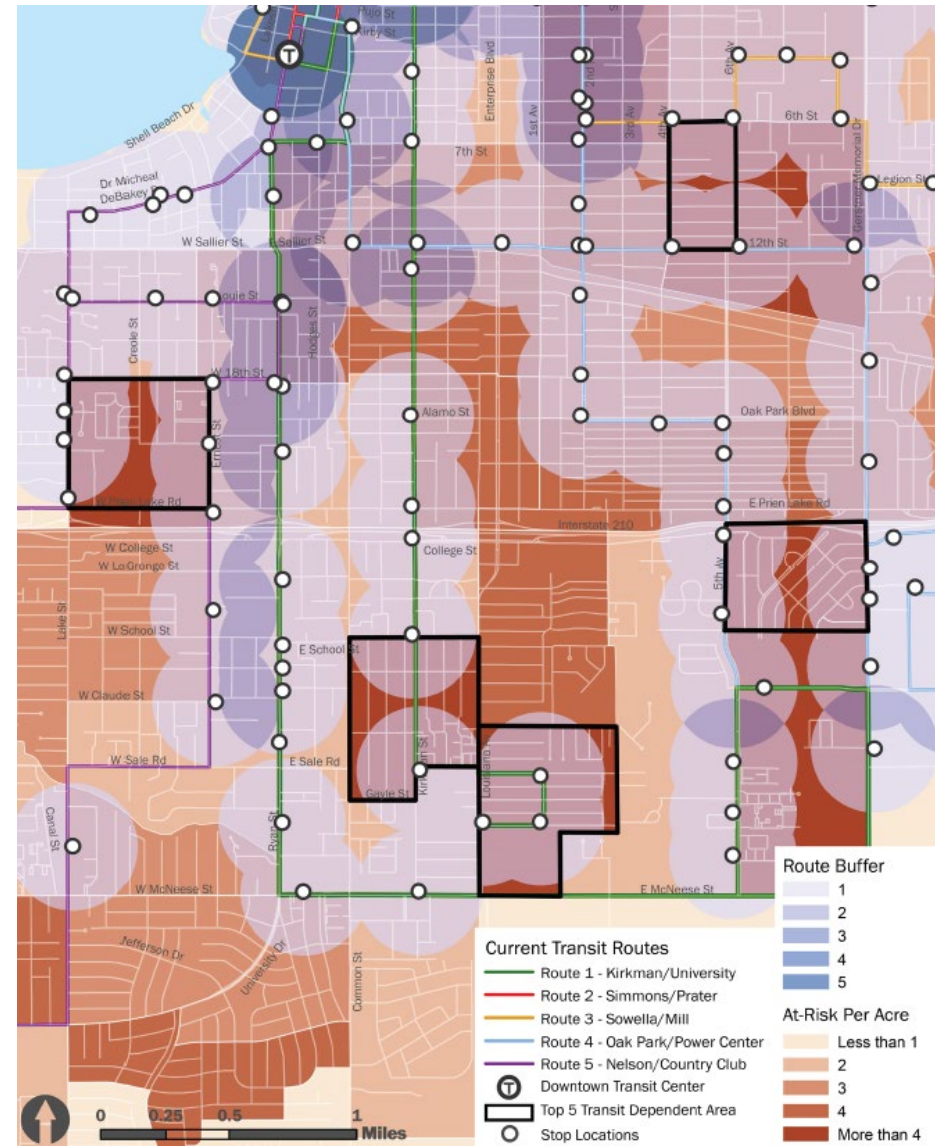 Pujo St
Kirby St
Enterprise Blvd
1st Av
2nd
3rd Av
4th Av
6th Av
6th St
Shell Beach Dr
7th St
Gerstner Memorial Dr
Legion St
Dr Micheal
DeBakey
W Sallier St
E Sallier St
12th St
Louie St
Creole St
Hodges St
W 18th St
Alamo St
Oak Park Blvd
Ernest St
W Prien Lake Rd
E Prien Lake Rd
Interstate 210
W College St
College St
W LaGrange St
5th Av
Lake St
W School St
E School St
W Claude St
W Sale Rd
E Sale Rd
Kirkman St
Gayle St
Canal St
Ryan St
W McNeese St
E McNeese St
Jefferson Dr
University Dr
Common St
T
Current Transit Routes
Route 1 - Kirkman/University
Route 2 - Simmons/Prater
Route 3 - Sowella/Mill
Route 4 - Oak Park/Power Center
Route 5 - Nelson/Country Club
T Downtown Transit Center
Top 5 Transit Dependent Area
Stop Locations
Route Buffer
1
2
3
4
5
At-Risk Per Acre
Less than 1
2
3
4
More than 4
0 0.25 0.5 1
Miles